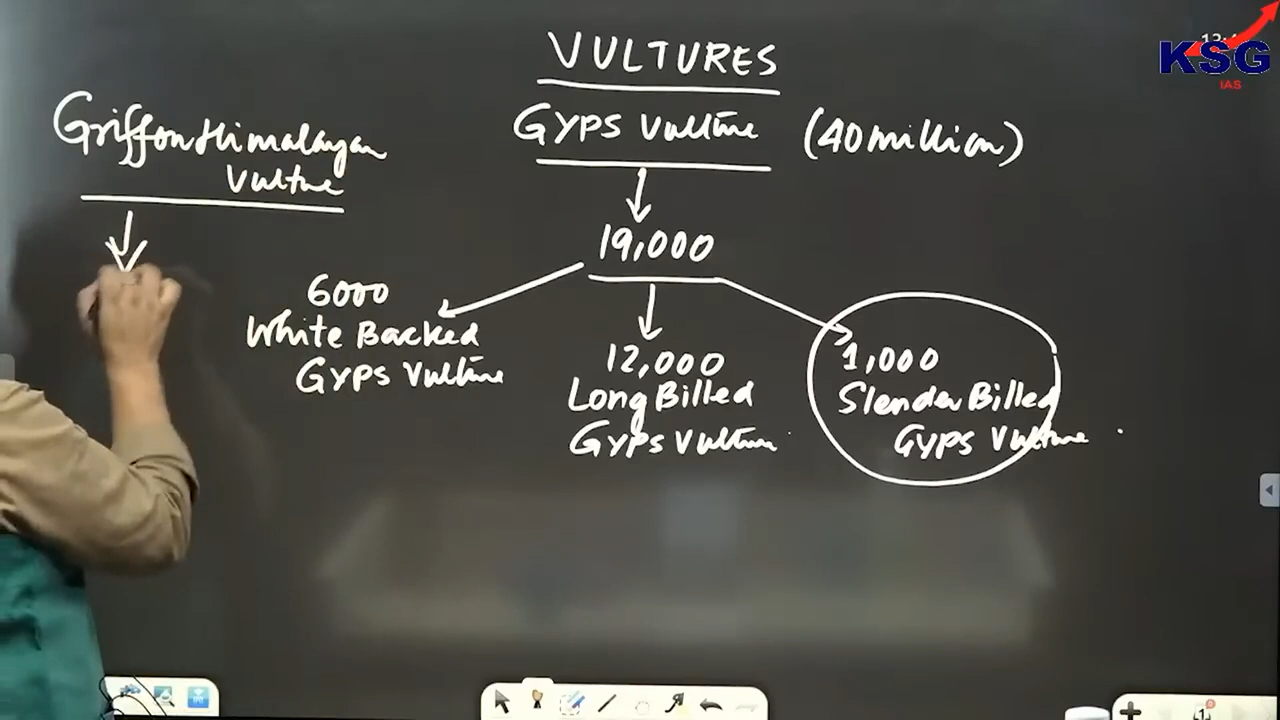 VULTURES
KSG
IAS
Griffon Himalayan
Vulture
Gyps Vulture (40 million)
19,000
6000
White Backed
Gyps Vulture
12,000
Long Billed
Gyps Vulture
1,000
Slender Billed
Gyps Vulture